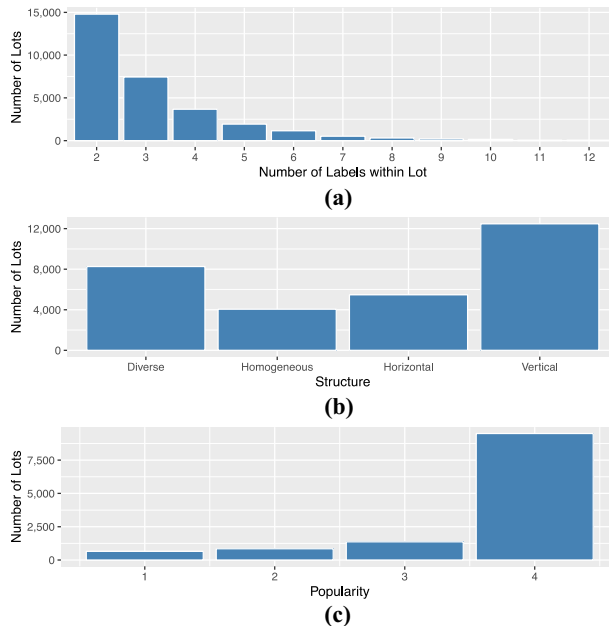 Number of Lots
15,000
10,000
5,000
0
2 3 4 5 6 7 8 9 10 11 12
Number of Labels within Lot
(a)
Number of Lots
12,000
8,000
4,000
0
Diverse Homogeneous Horizontal Vertical
Structure
(b)
Number of Lots
7,500
5,000
2,500
0
1 2 3 4
Popularity
(c)